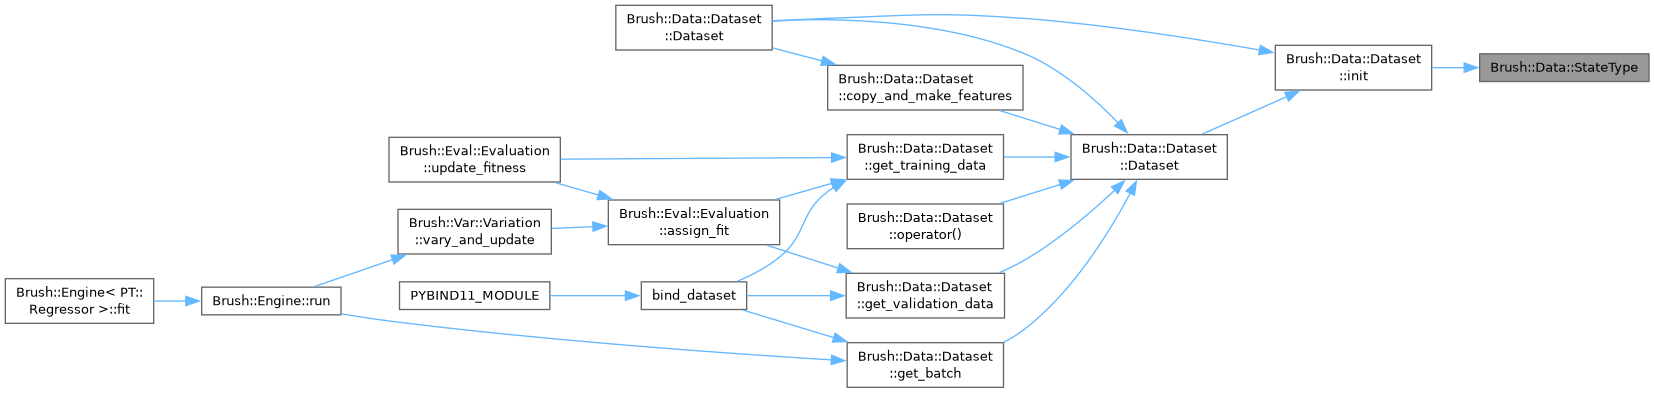 Brush::Data::Dataset
::Dataset
Brush::Data::Dataset
::init
Brush::Data::StateType
Brush::Data::Dataset
::copy_and_make_features
Brush::Eval::Evaluation
::update_fitness
Brush::Data::Dataset
::get_training_data
Brush::Data::Dataset
::Dataset
Brush::Eval::Evaluation
::assign_fit
Brush::Data::Dataset
::operator()
Brush::Var::Variation
::vary_and_update
Brush::Engine< PT::
Regressor >::fit
Brush::Engine::run
PYBIND11_MODULE
bind_dataset
Brush::Data::Dataset
::get_validation_data
Brush::Data::Dataset
::get_batch